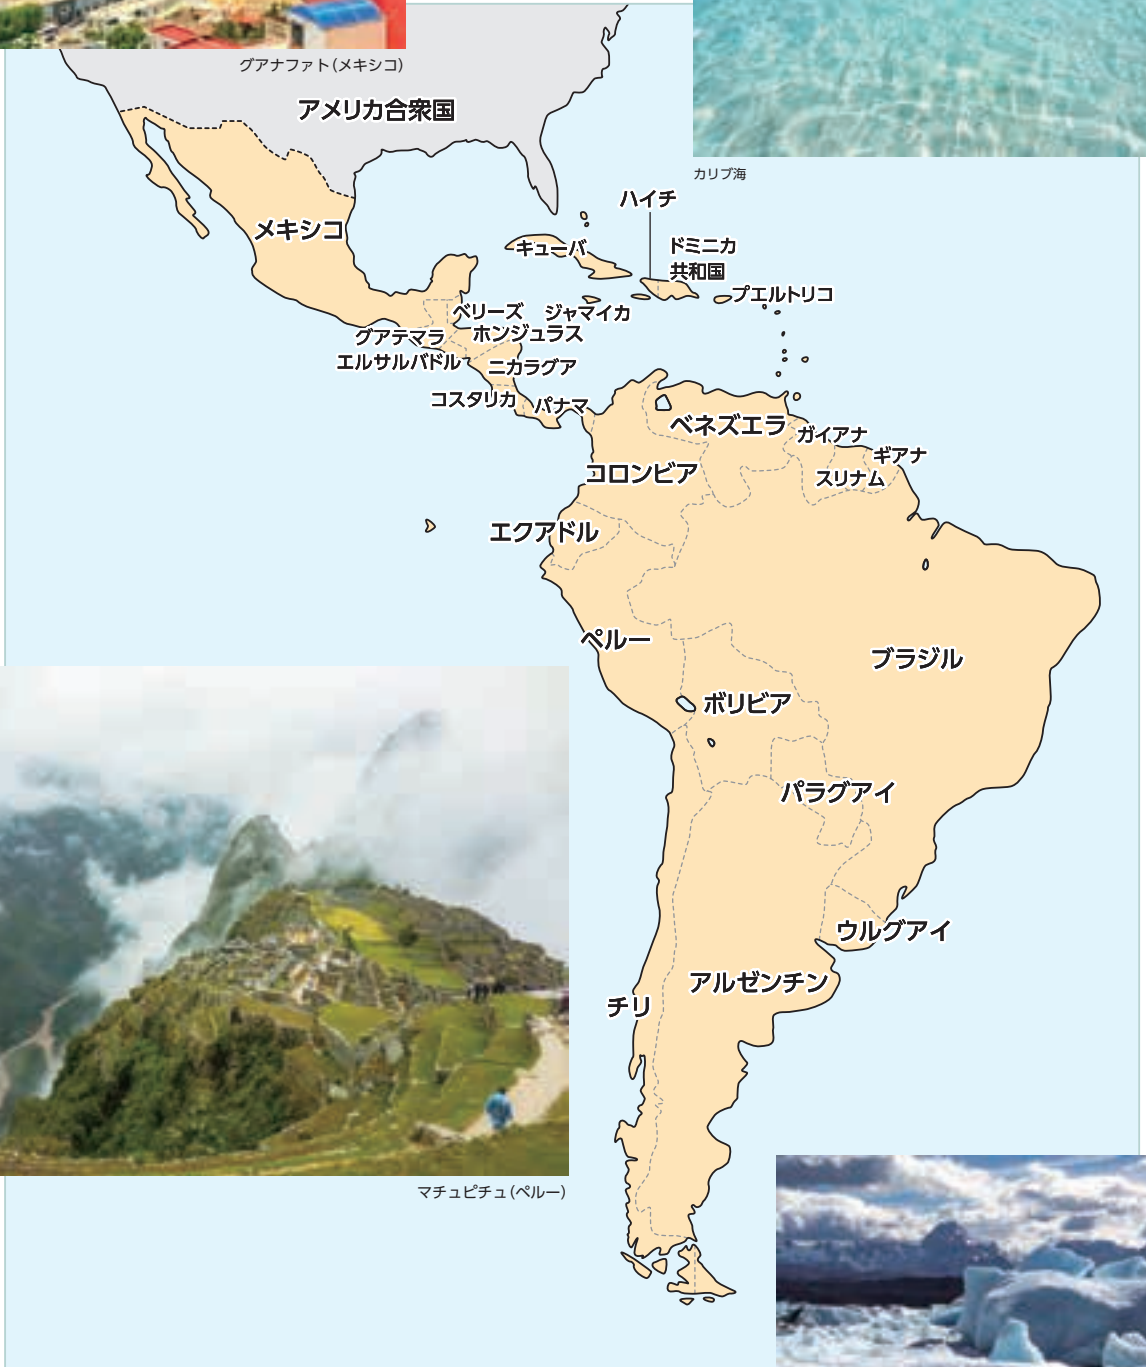 グアナファト(メキシコ)
アメリカ合衆国
カリブ海
ハイチ
メキシコ
キューバ
ドミニカ
共和国
プエルトリコ
ベリーズ
ジャマイカ
グアテマラ
ホンジュラス
エルサルバドル
ニカラグア
コスタリカ
パナマ
ベネズエラ
ガイアナ
ギアナ
コロンビア
スリナム
エクアドル
ペルー
ブラジル
ボリビア
パラグアイ
ウルグアイ
アルゼンチン
チリ
マチュピチュ(ペルー)